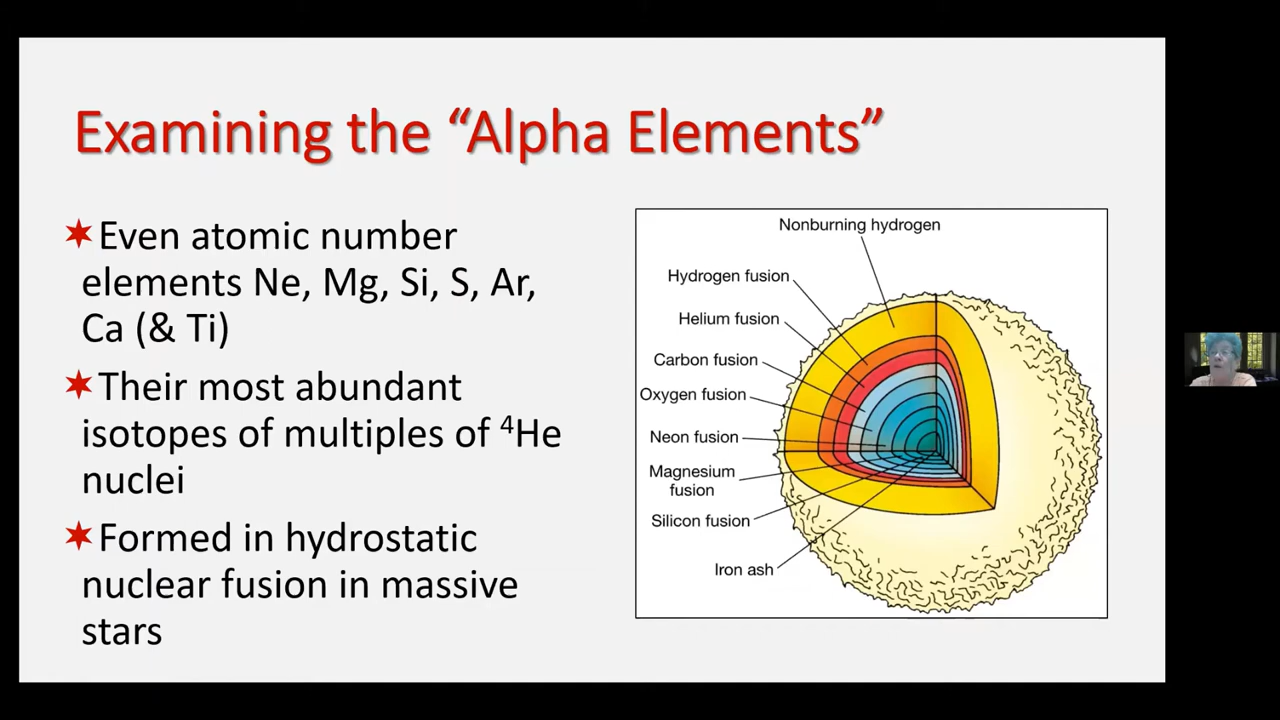 Examining the “Alpha Elements”
✶Even atomic number
elements Ne, Mg, Si, S, Ar,
Ca (& Ti)
✶Their most abundant
isotopes of multiples of ⁴He
nuclei
✶Formed in hydrostatic
nuclear fusion in massive
stars
Nonburning hydrogen
Hydrogen fusion
Helium fusion
Carbon fusion
Oxygen fusion
Neon fusion
Magnesium
fusion
Silicon fusion
Iron ash